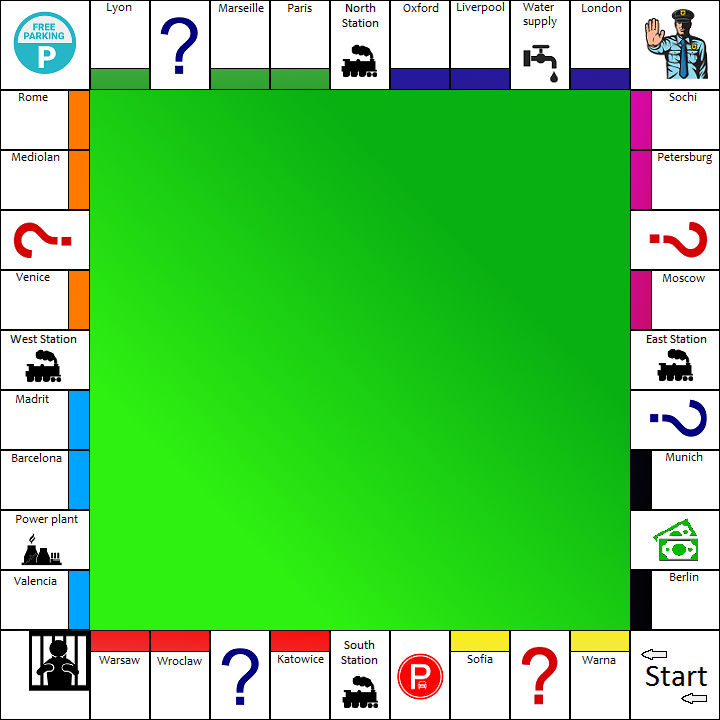 FREE
PARKING
P
Lyon
?
Marseille
Paris
North
Station
Oxford
Liverpool
Water
supply
London
Rome
Sochi
Mediolan
Petersburg
?
?
Venice
Moscow
West Station
East Station
Madrit
?
Barcelona
Munich
Power plant
Valencia
Berlin
Warsaw
Wroclaw
?
Katowice
South
Station
P
Sofia
?
Warna
Start